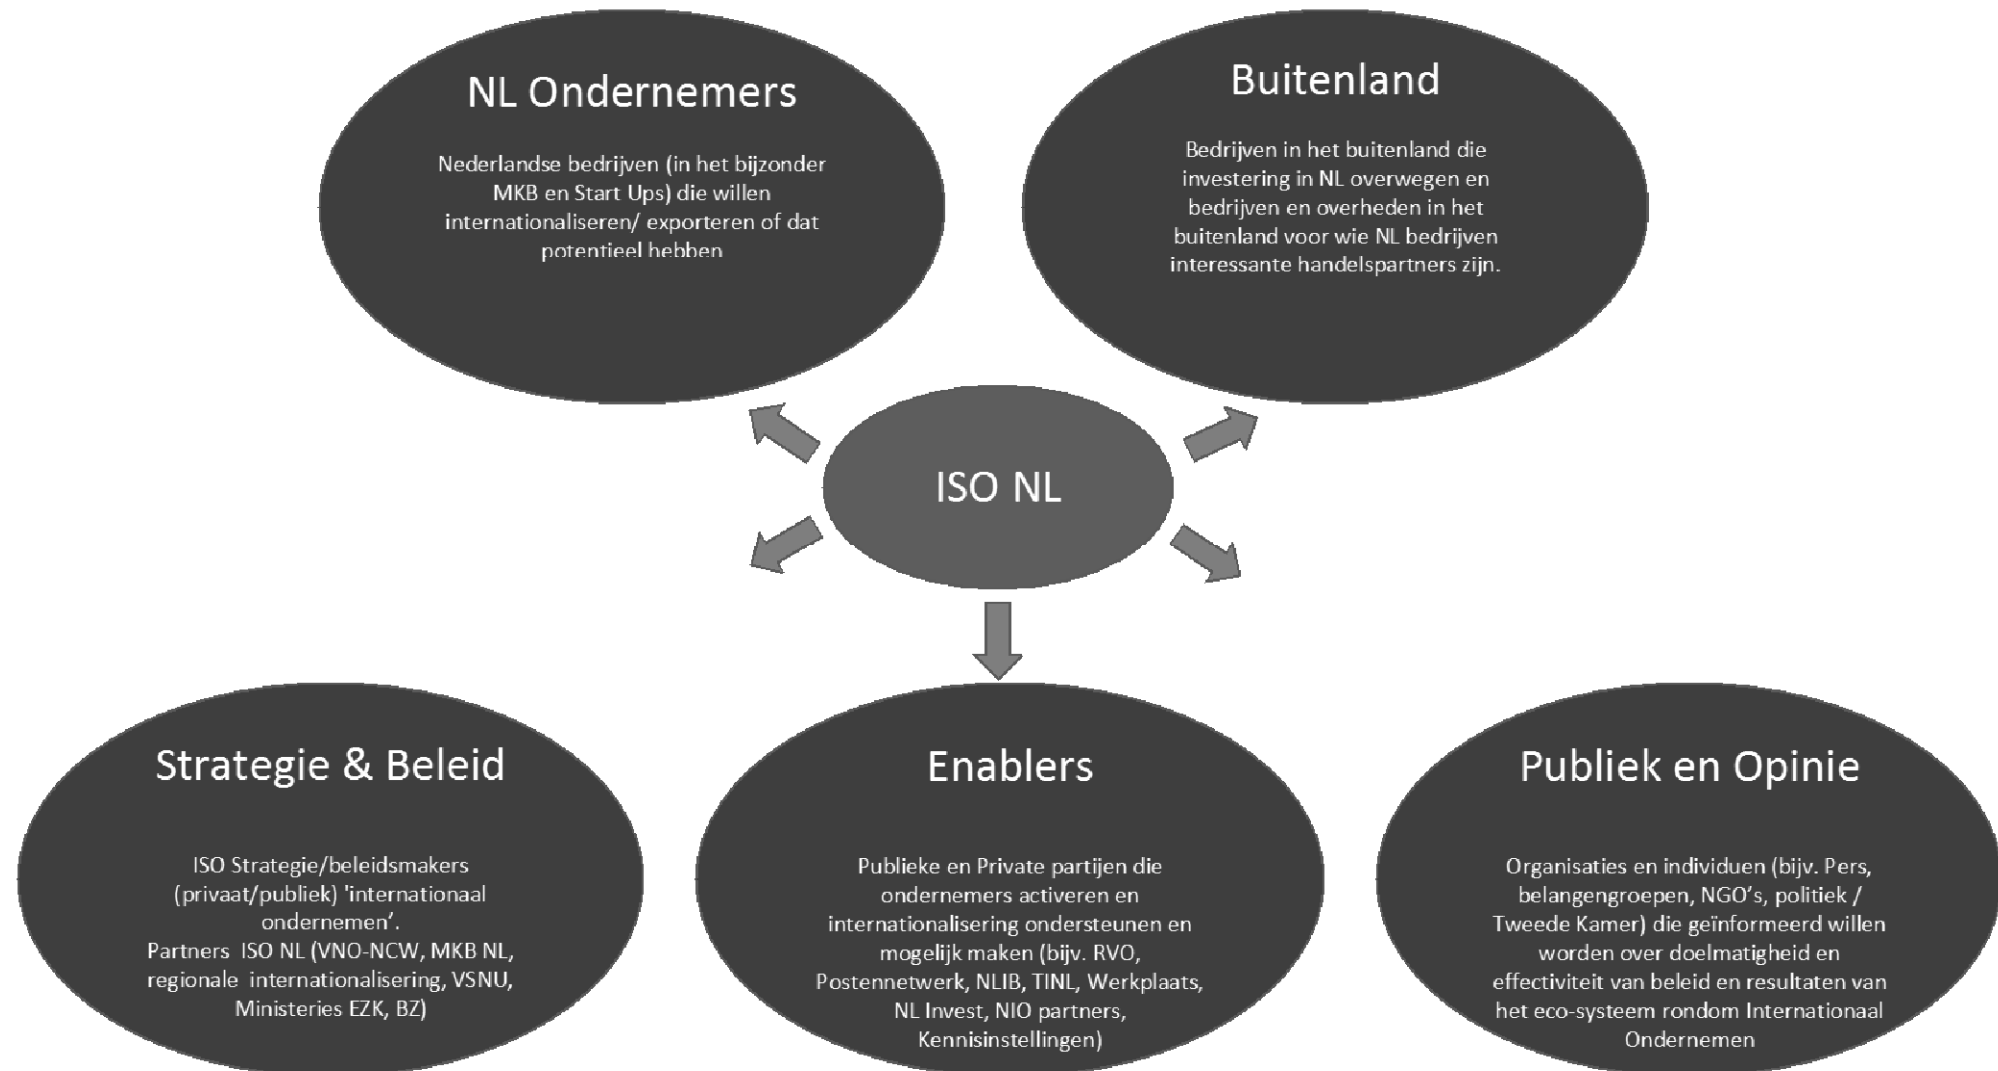 NL Ondernemers
Nederlandse bedrijven (in het bijzonder
MKB en Start Ups) die willen
internationaliseren/ exporteren of dat
potentieel hebben
Buitenland
Bedrijven in het buitenland die
investering in NL overwegen en
bedrijven en overheden in het
buitenland voor wie NL bedrijven
interessante handelspartners zijn.
ISO NL
Strategie & Beleid
ISO Strategie/beleidsmakers
(privaat/publiek) 'internationaal
ondernemen’.
Partners ISO NL (VNO-NCW, MKB NL,
regionale internationalisering, VSNU,
Ministeries EZK, BZ)
Enablers
Publieke en Private partijen die
ondernemers activeren en
internationalisering ondersteunen en
mogelijk maken (bijv. RVO,
Postennetwerk, NLIB, TINL, Werkplaats,
NL Invest, NIO partners,
Kennisinstellingen)
Publiek en Opinie
Organisaties en individuen (bijv. Pers,
belangengroepen, NGO’s, politiek /
Tweede Kamer) die geïnformeerd willen
worden over doelmatigheid en
effectiviteit van beleid en resultaten van
het eco-systeem rondom Internationaal
Ondernemen